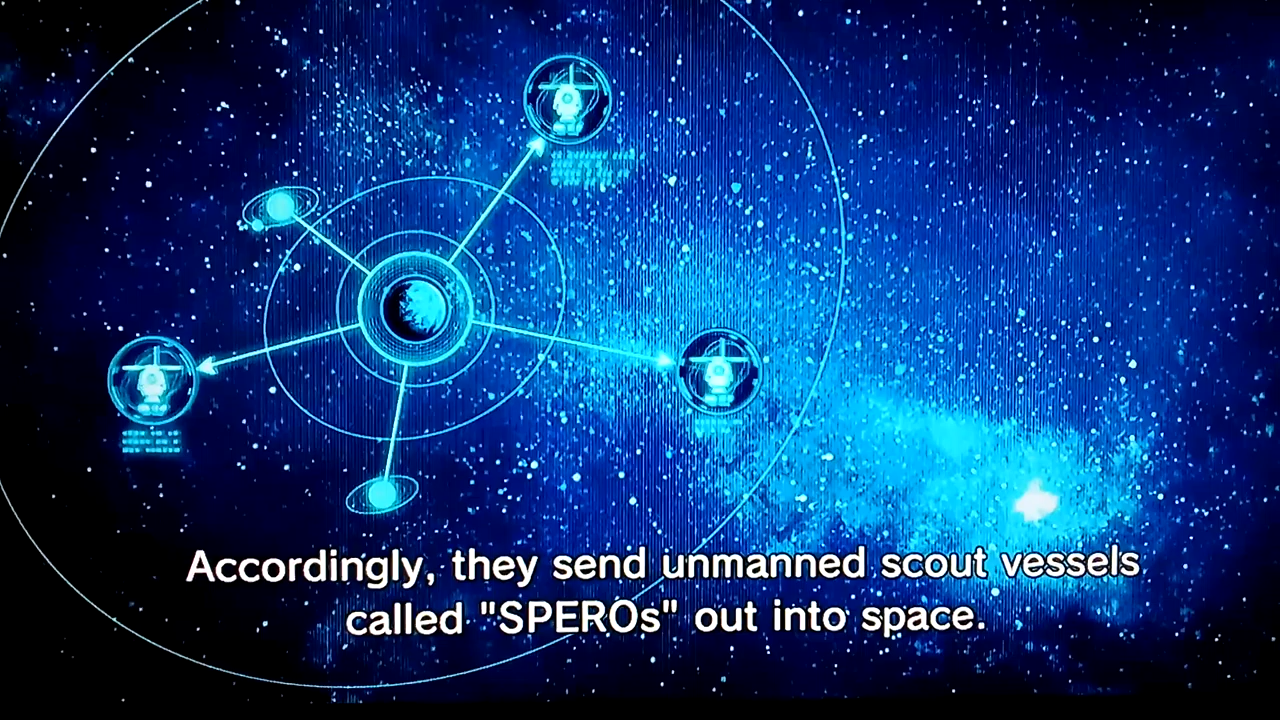 Accordingly, they send unmanned scout vessels
called "SPEROs" out into space.